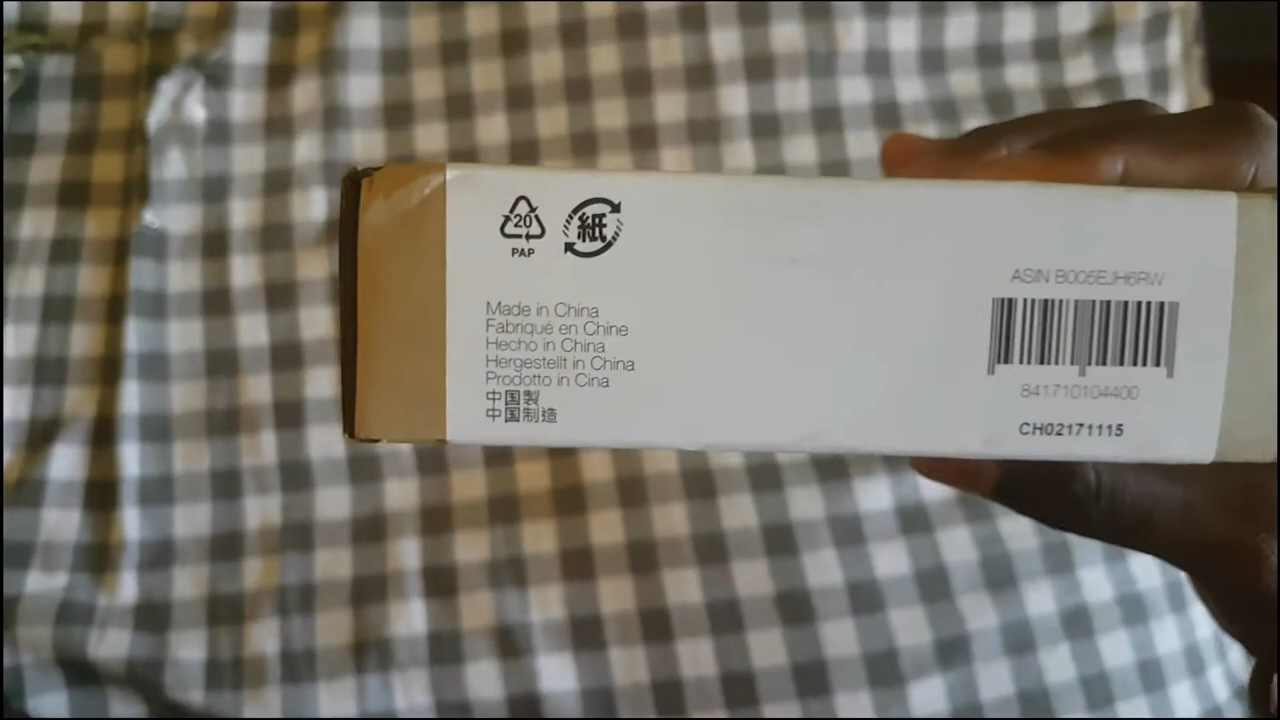 20
PAP
紙
Made in China
Fabriqué en Chine
Hecho in China
Hergestellt in China
Prodotto in Cina
中国製
中国制造
ASIN B005EJH6RW
841710104400
CH02171115